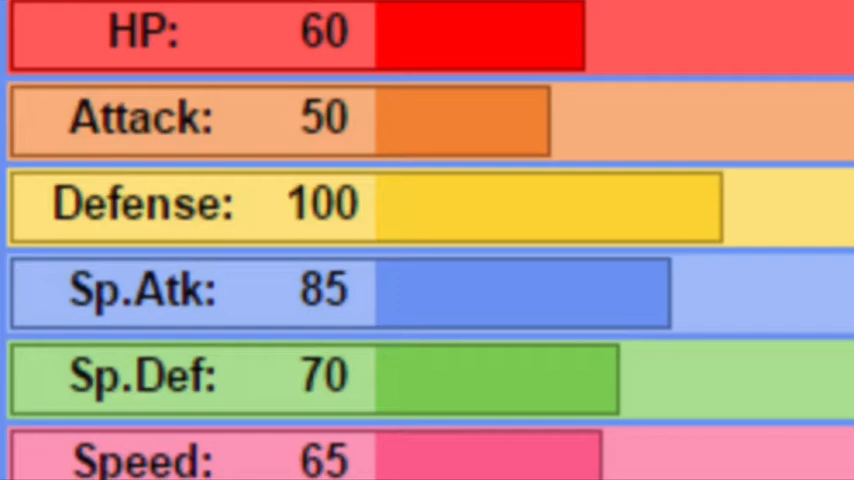 HP: 60
Attack: 50
Defense: 100
Sp.Atk: 85
Sp.Def: 70
Speed: 65